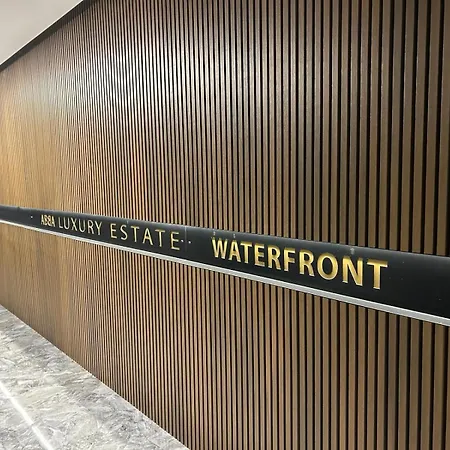 ABBA LUXURY ESTATE WATERFRONT